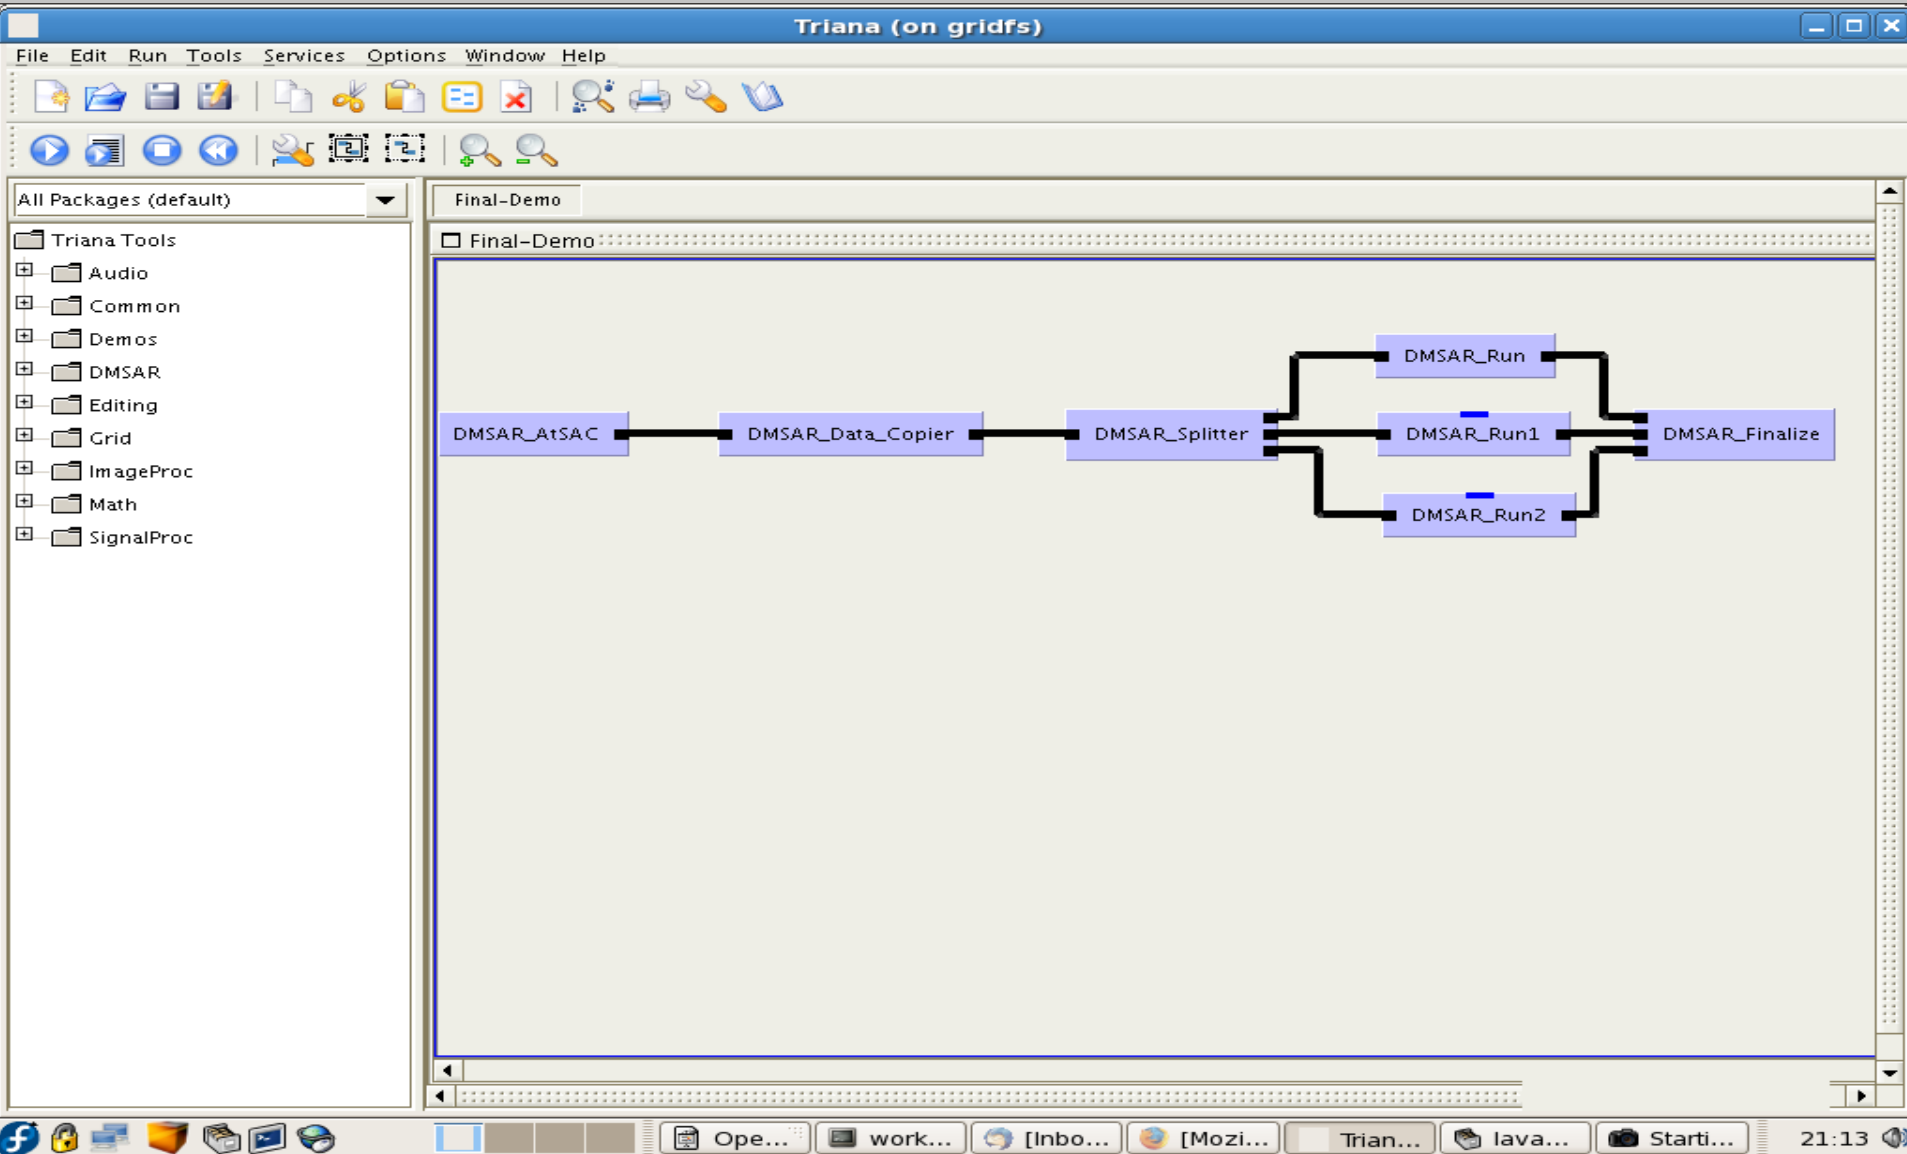 Triana (on gridfs)
File Edit Run Tools Services Options Window Help
All Packages (default)
Final-Demo
Triana Tools
Final-Demo
Audio
Common
Demos
DMSAR
Editing
Grid
ImageProc
Math
SignalProc
DMSAR_Run
DMSAR_AtSAC DMSAR_Data_Copier DMSAR_Splitter DMSAR_Run1 DMSAR_Finalize
DMSAR_Run2
Ope... work... [Inbo... [Mozi... Trian... lava... Starti... 21:13